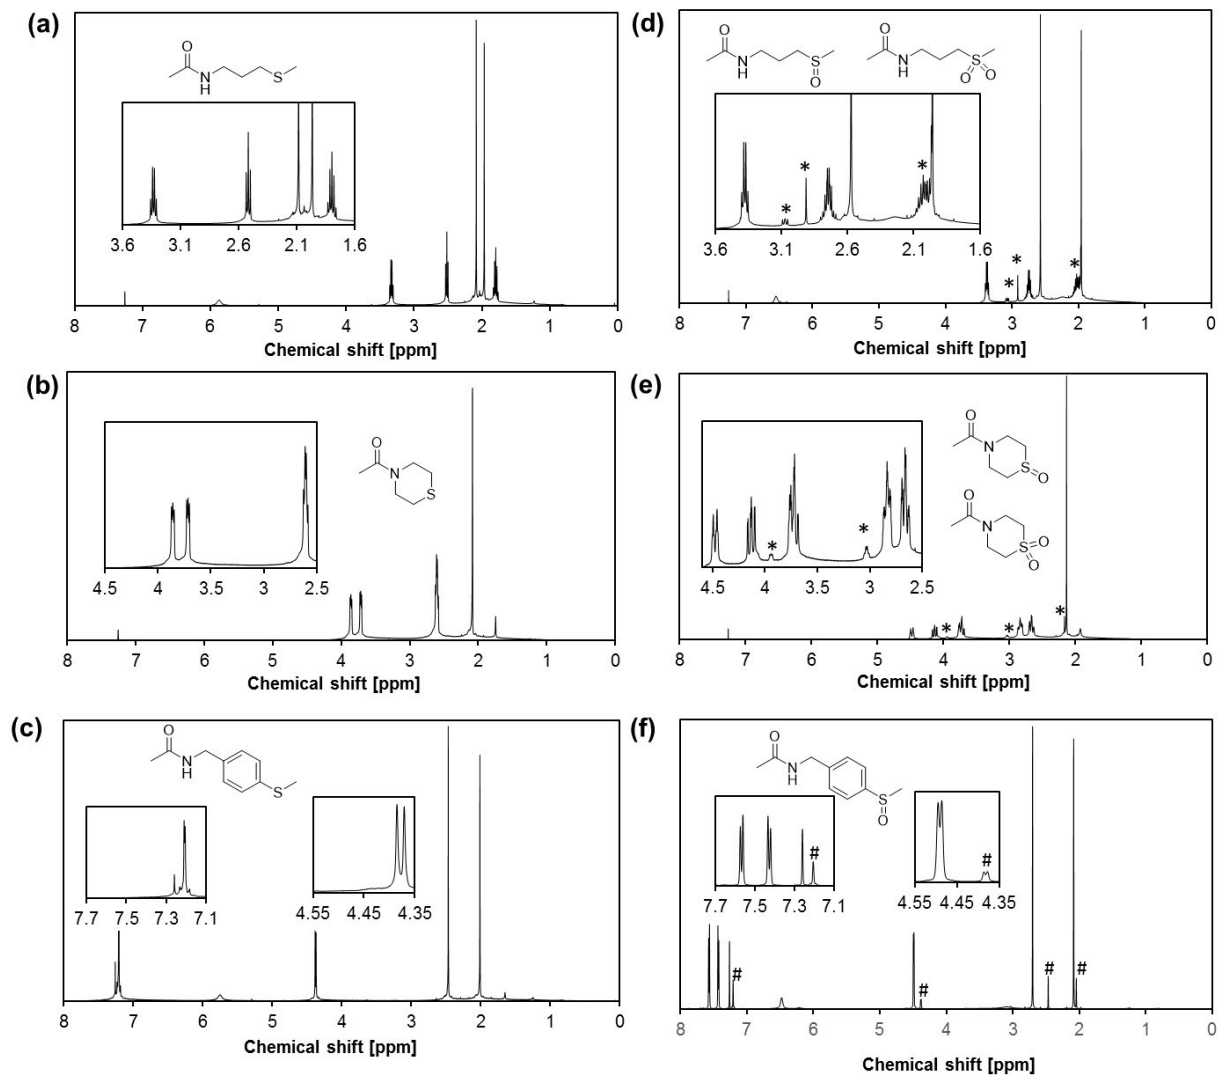 (a)
O
N
H
S
3.6 3.1 2.6 2.1 1.6
8 7 6 5 4 3 2 1 0
Chemical shift [ppm]
(d)
O O
N N
H H
S S
O O O
* * *
3.6 3.1 2.6 2.1 1.6
* * *
8 7 6 5 4 3 2 1 0
Chemical shift [ppm]
(b)
O
N
S
4.5 4 3.5 3 2.5
8 7 6 5 4 3 2 1 0
Chemical shift [ppm]
(e)
O
N
S
O
O
N
S O
O
* *
4.5 4 3.5 3 2.5
* * *
8 7 6 5 4 3 2 1 0
Chemical shift [ppm]
(c)
O
N
H
S
7.7 7.5 7.3 7.1
4.55 4.45 4.35
8 7 6 5 4 3 2 1 0
Chemical shift [ppm]
(f)
O
N
H
S
O
# #
7.7 7.5 7.3 7.1
4.55 4.45 4.35
# # # #
8 7 6 5 4 3 2 1 0
Chemical shift [ppm]